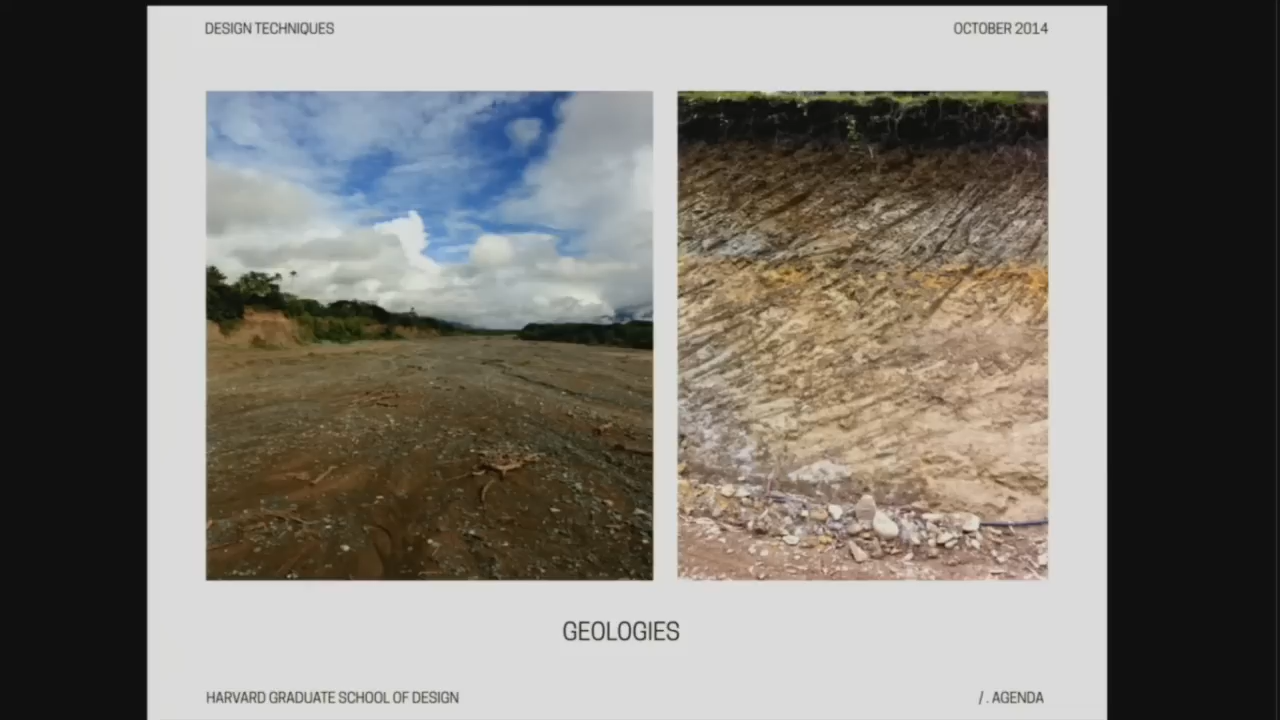 DESIGN TECHNIQUES
OCTOBER 2014
GEOLOGIES
HARVARD GRADUATE SCHOOL OF DESIGN
/ . AGENDA